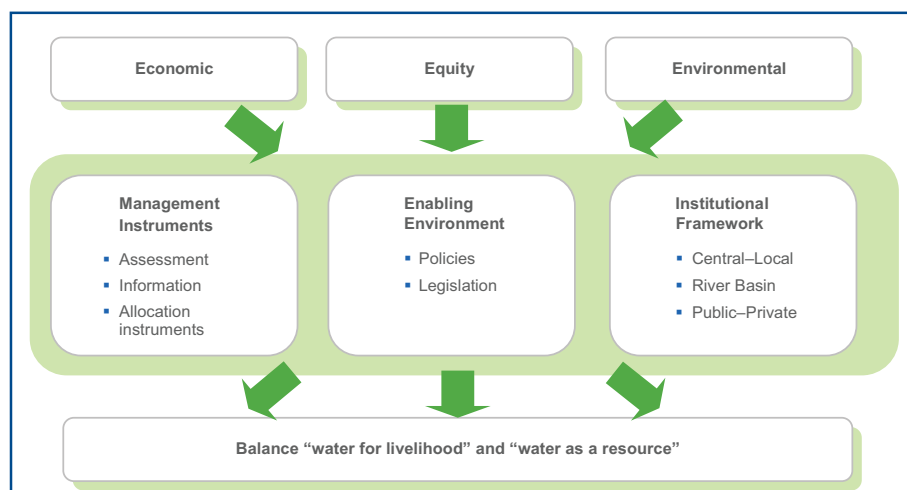 Economic
Equity
Environmental
Management
Instruments
▪ Assessment
▪ Information
▪ Allocation
instruments
Enabling
Environment
▪ Policies
▪ Legislation
Institutional
Framework
▪ Central–Local
▪ River Basin
▪ Public–Private
Balance “water for livelihood” and “water as a resource”